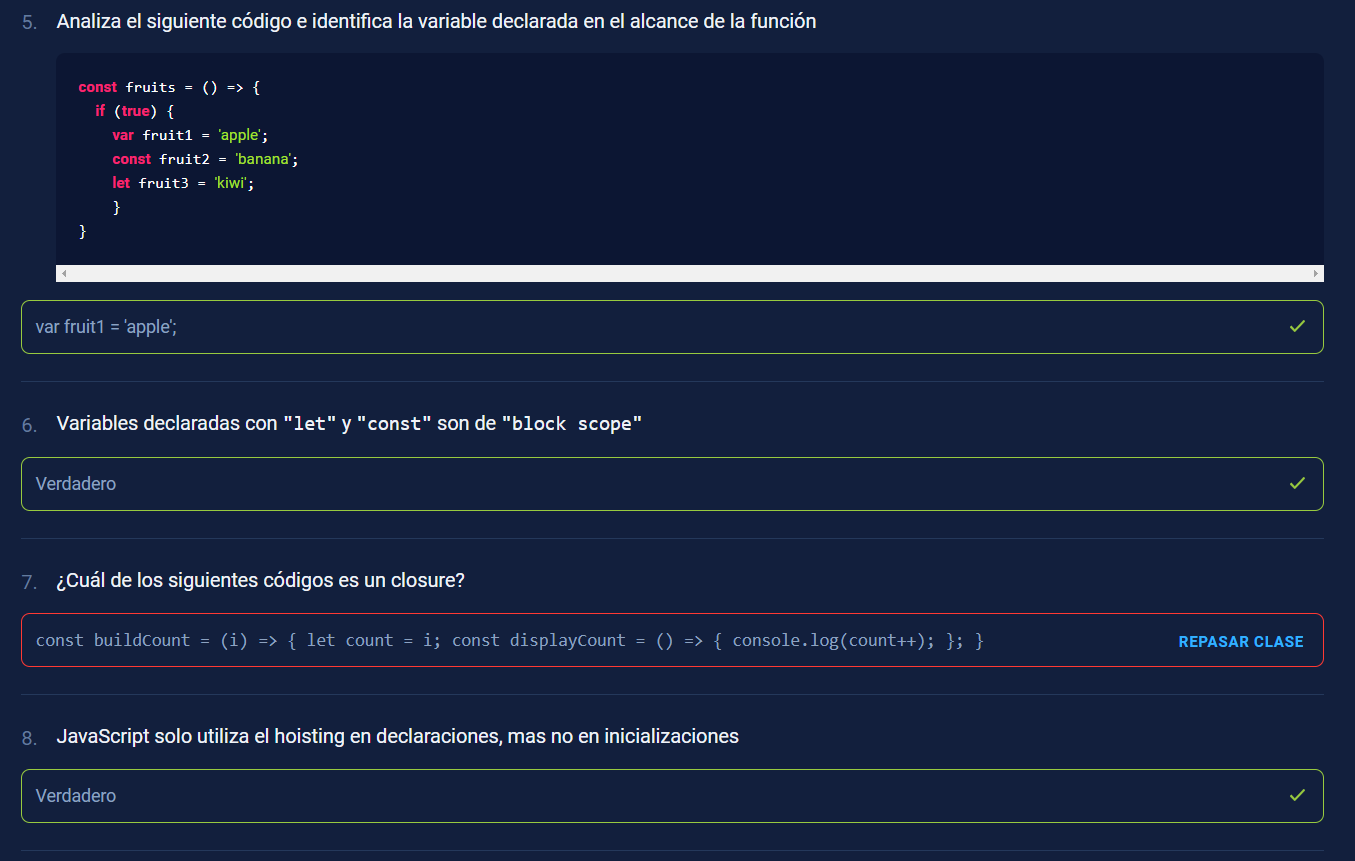 5. Analiza el siguiente código e identifica la variable declarada en el alcance de la función
const fruits = () => {
  if (true) {
    var fruit1 = 'apple';
    const fruit2 = 'banana';
    let fruit3 = 'kiwi';
    }
}
var fruit1 = 'apple';
6. Variables declaradas con "let" y "const" son de "block scope"
Verdadero
7. ¿Cuál de los siguientes códigos es un closure?
const buildCount = (i) => { let count = i; const displayCount = () => { console.log(count++); }; } REPASAR CLASE
8. JavaScript solo utiliza el hoisting en declaraciones, mas no en inicializaciones
Verdadero